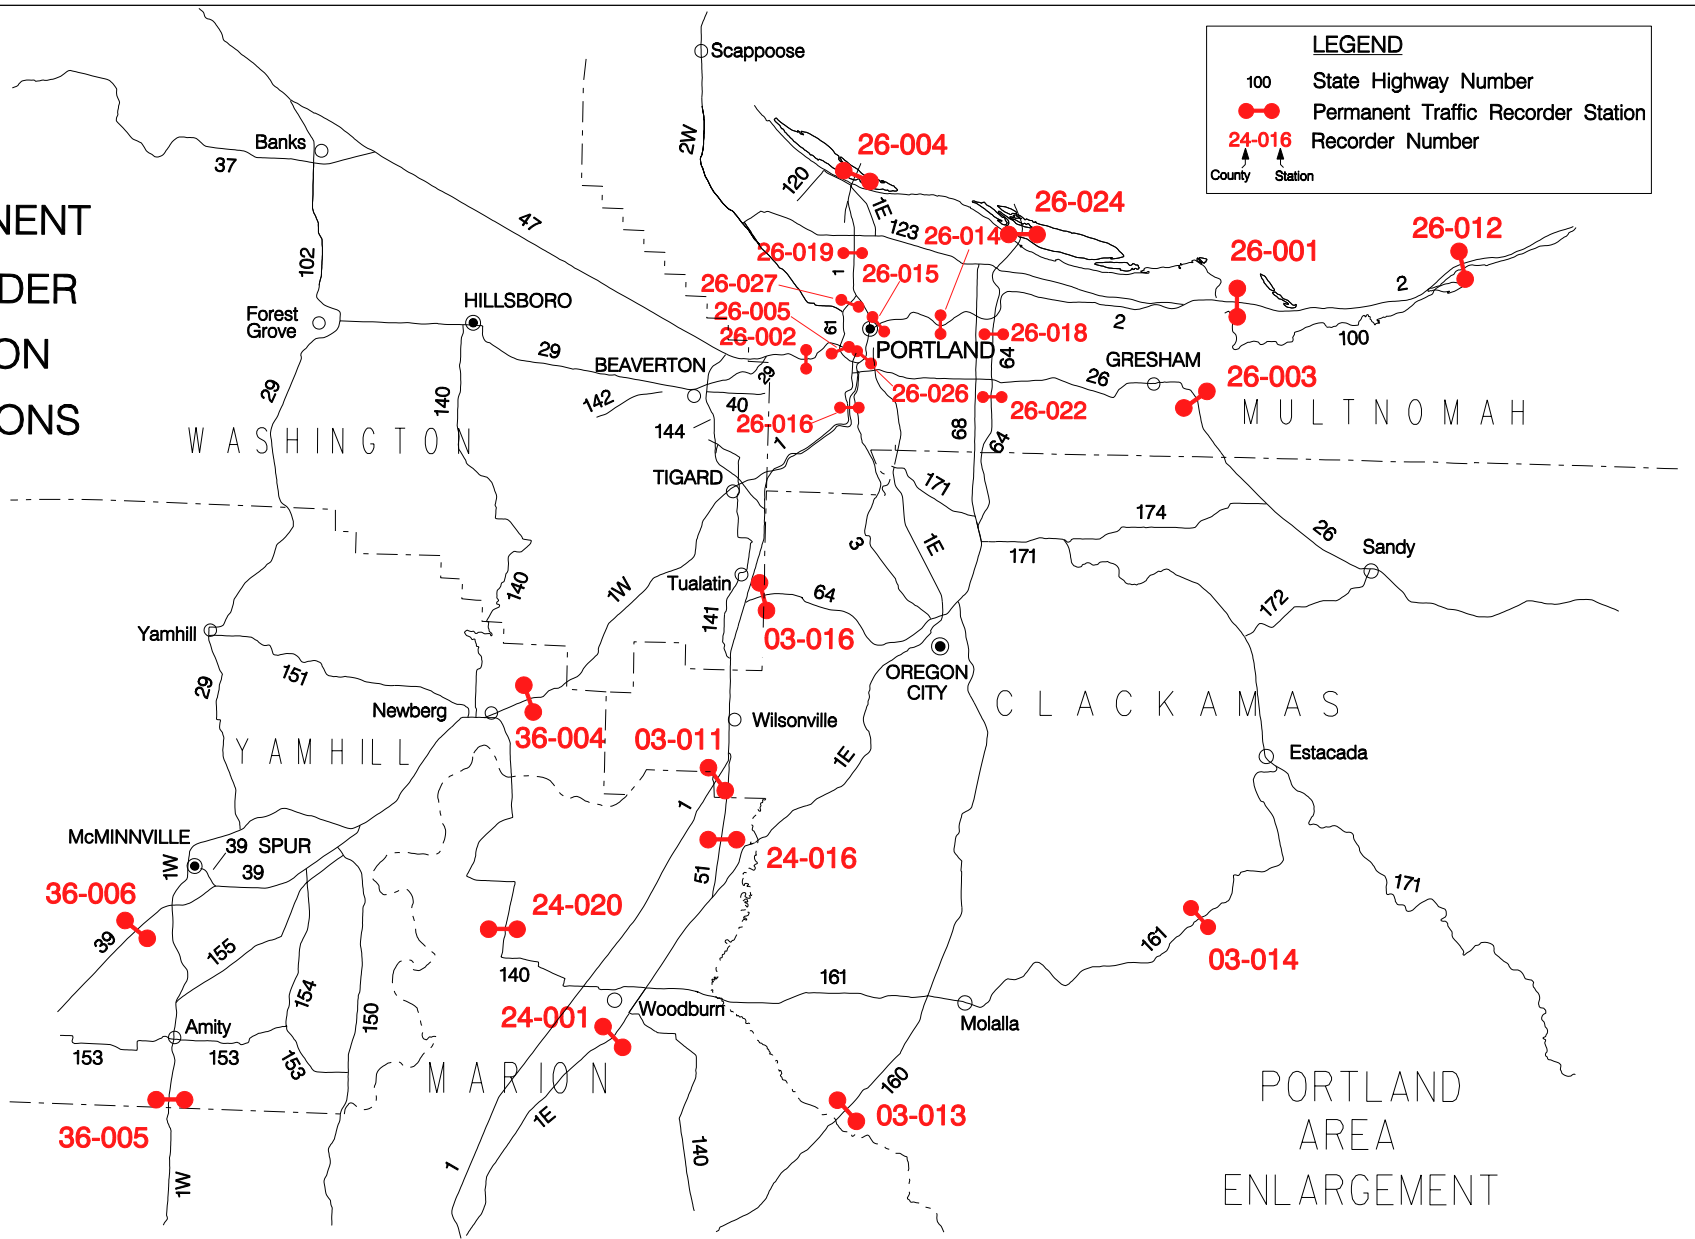 NENT
DER
ON
ONS
LEGEND
100 State Highway Number
Permanent Traffic Recorder Station
24-016 Recorder Number
County Station
Scappoose
2W
Banks
37
47
102
120
26-004
1E
123
26-024
26-014
26-012
26-001
26-019
1
26-015
26-027
26-005
26-002
61
2
2
100
Forest
Grove
HILLSBORO
29
BEAVERTON
29
PORTLAND
26-018
64
GRESHAM
26
26-003
26-026
26-022
29
140
142
40
144
26-016
1
68
64
WASHINGTON
MULTNOMAH
TIGARD
171
174
26
3
1E
171
Sandy
140
1W
Tualatin
141
64
172
Yamhill
03-016
151
29
OREGON
CITY
CLACKAMAS
Newberg
36-004
03-011
Wilsonville
YAMHILL
1E
Estacada
1
McMINNVILLE
39 SPUR
1W
39
24-016
51
171
36-006
24-020
39
155
161
03-014
154
140
161
150
24-001
Woodburn
Molalla
Amity
153
153
153
MARION
160
36-005
1E
03-013
1
140
1W
PORTLAND
AREA
ENLARGEMENT